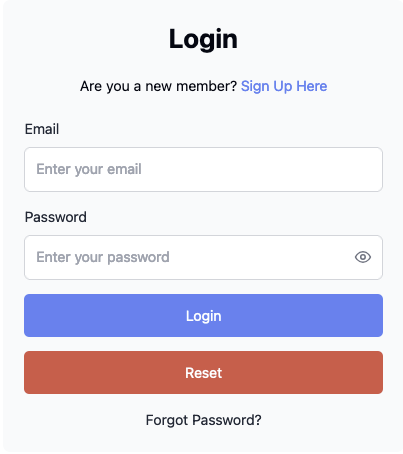 Login
Are you a new member? Sign Up Here
Email
Enter your email
Password
Enter your password
Login
Reset
Forgot Password?